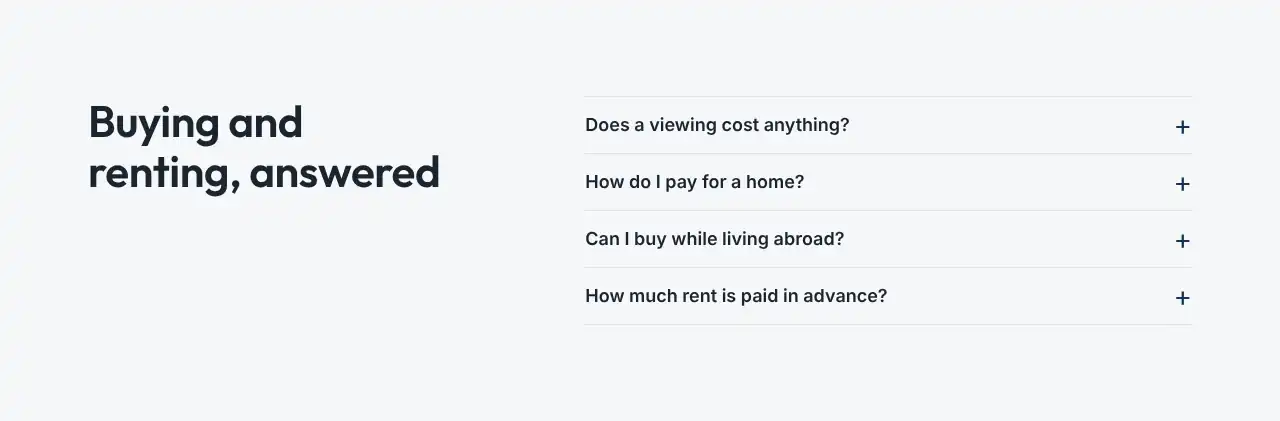 Buying and
renting, answered
Does a viewing cost anything?
How do I pay for a home?
Can I buy while living abroad?
How much rent is paid in advance?